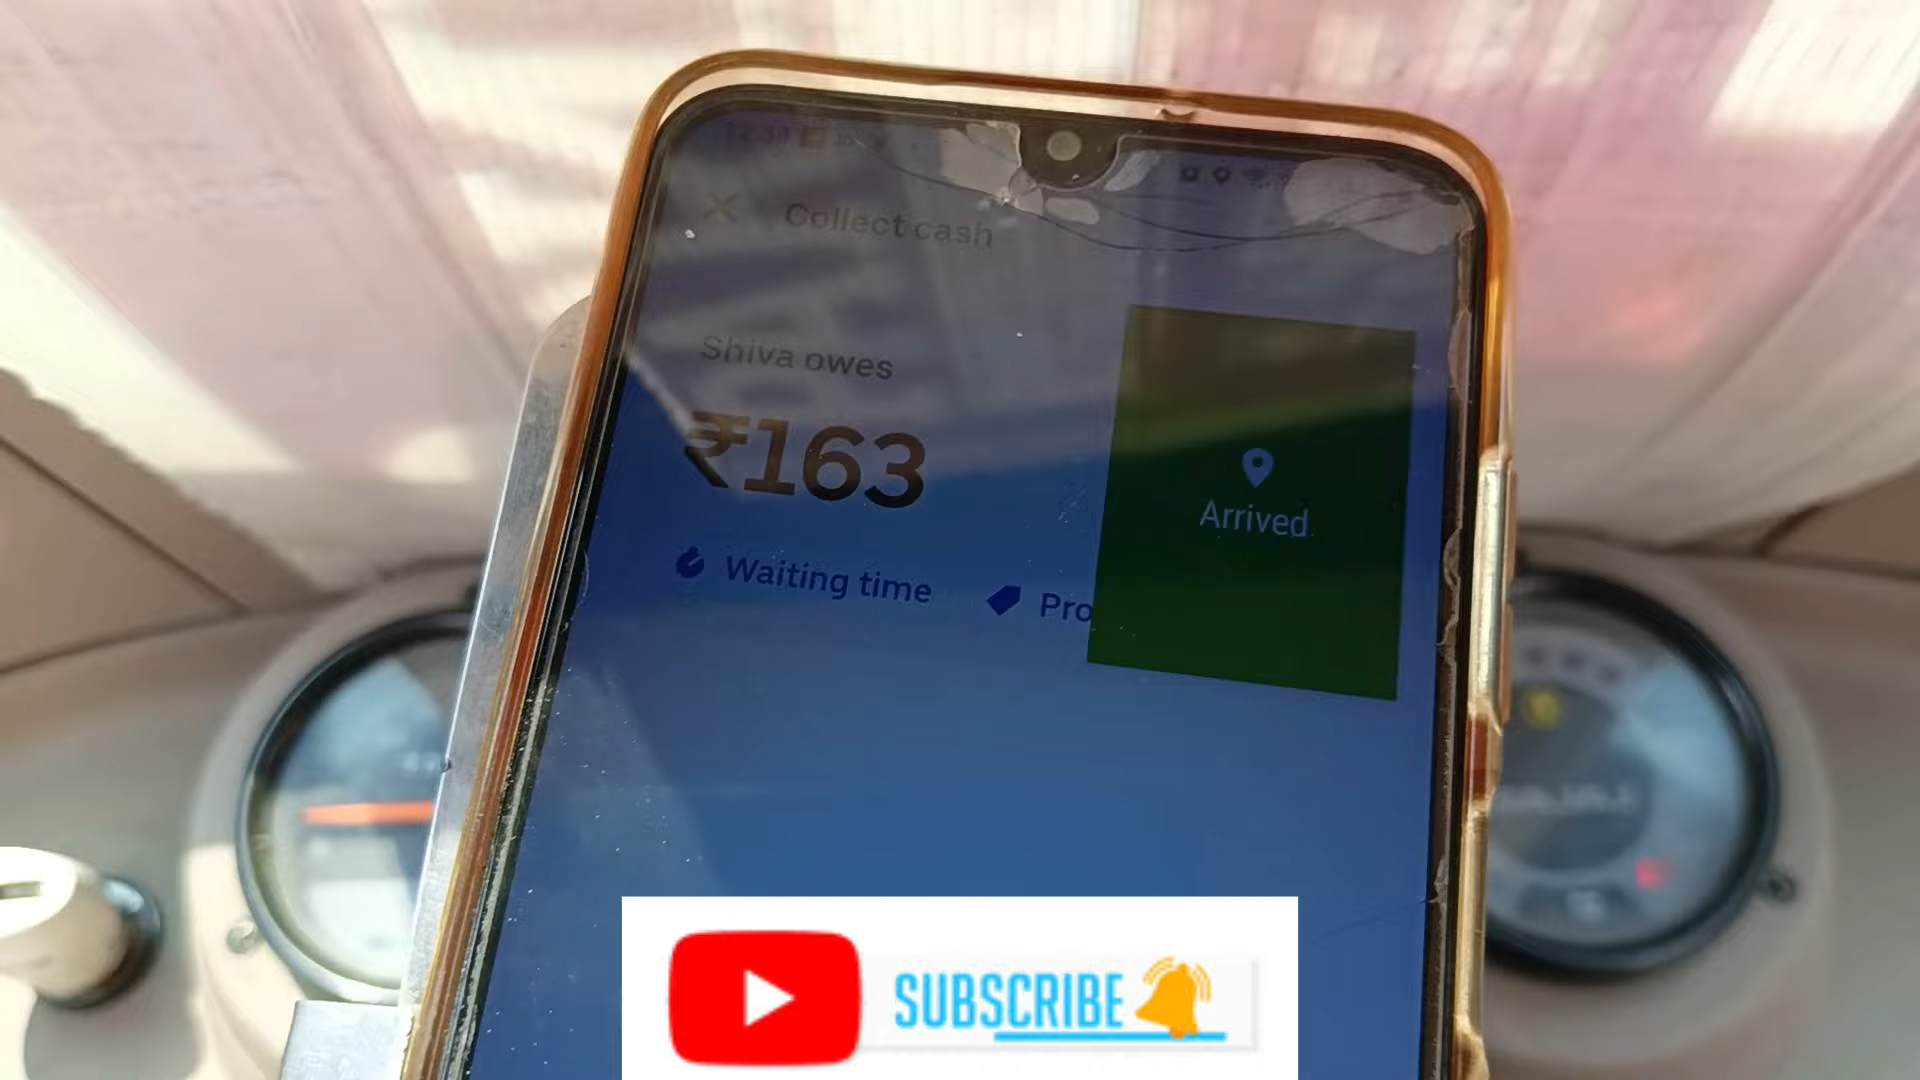 Collect cash
Shiva owes
₹163
Waiting time
Pro
Arrived
SUBSCRIBE